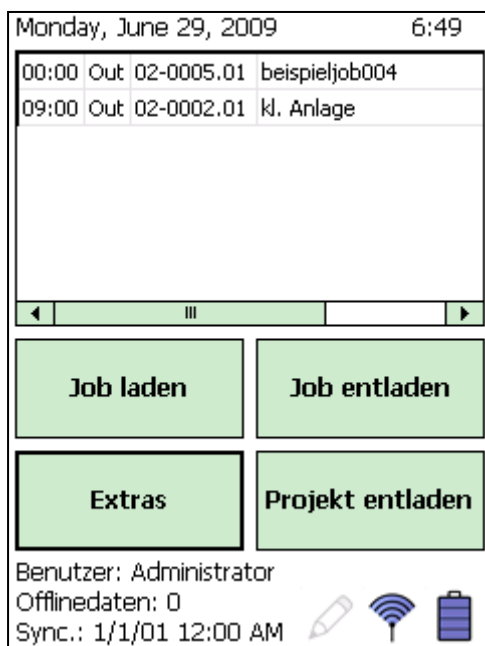 Monday, June 29, 2009 6:49
00:00 Out 02-0005.01 beispieljob004
09:00 Out 02-0002.01 kl. Anlage
Job laden Job entladen
Extras Projekt entladen
Benutzer: Administrator
Offlinedaten: 0
Sync.: 1/1/01 12:00 AM